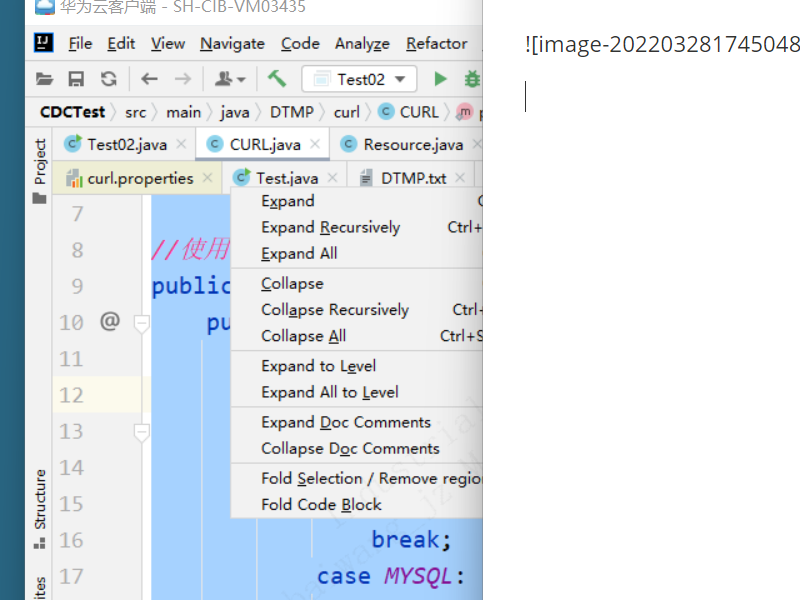 华为云客户端 - SH-CIB-VM03435
File Edit View Navigate Code Analyze Refactor
Test02
CDCTest src main java DTMP curl CURL
Test02.java CURL.java Resource.java
curl.properties Test.java DTMP.txt
Project
Structure
7
8 //使用
9 public
10 @ pu
11
12
13
14
15
16 break;
17 case MYSQL:
Expand
Expand Recursively Ctrl+
Expand All
Collapse
Collapse Recursively Ctrl+
Collapse All Ctrl+S
Expand to Level
Expand All to Level
Expand Doc Comments
Collapse Doc Comments
Fold Selection / Remove regio
Fold Code Block
![image-202203281745048